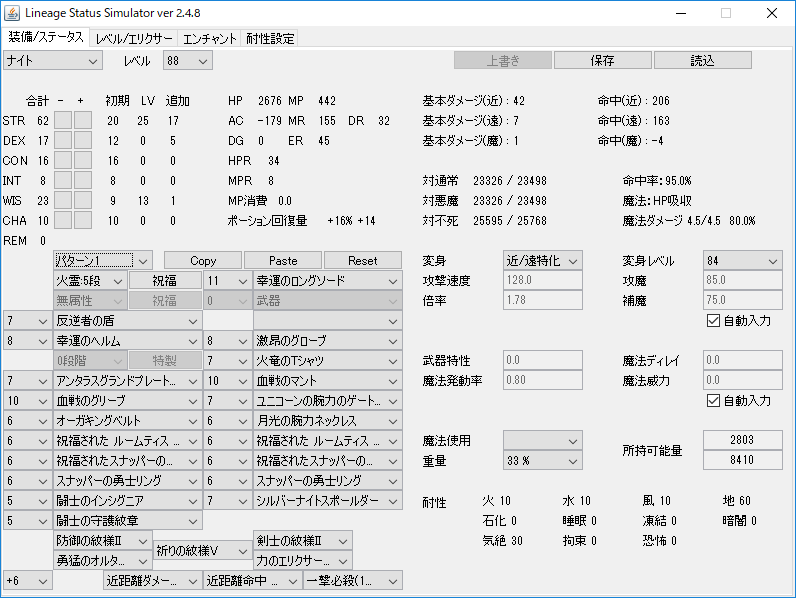 Lineage Status Simulator ver 2.4.8
装備/ステータス レベル/エリクサー エンチャント 耐性設定
ナイト レベル 88 上書き 保存 読込
合計 - + 初期 LV 追加 HP 2676 MP 442 基本ダメージ(近) : 42 命中(近) : 206
STR 62 20 25 17 AC -179 MR 155 DR 32 基本ダメージ(遠) : 7 命中(遠) : 163
DEX 17 12 0 5 DG 0 ER 45 基本ダメージ(魔) : 1 命中(魔) : -4
CON 16 16 0 0 HPR 34
INT 8 8 0 0 MPR 8 対通常 23326 / 23498 命中率: 95.0%
WIS 23 9 13 1 MP消費 0.0 対悪魔 23326 / 23498 魔法:HP吸収
CHA 10 10 0 0 ポーション回復量 +16% +14 対不死 25595 / 25768 魔法ダメージ 4.5/4.5 80.0%
REM 0
パターン1 Copy Paste Reset 変身 近/遠特化 変身レベル 84
火霊:5段 祝福 11 幸運のロングソード 攻撃速度 128.0 攻魔 85.0
無属性 祝福 0 武器 倍率 1.78 補魔 75.0
7 反逆者の盾 自動入力
8 幸運のヘルム 8 激昂のグローブ
0段階 特製 7 火竜のTシャツ 武器特性 0.0 魔法ディレイ 0.0
7 アンタラスグランドプレート... 10 血戦のマント 魔法発動率 0.80 魔法威力 0.0
10 血戦のグリーブ 7 ユニコーンの腕力のゲート... 自動入力
6 オーガキングベルト 6 月光の腕力ネックレス
6 祝福された ルームティス ... 6 祝福された ルームティス ... 魔法使用 所持可能量 2803
6 祝福されたスナッパーの... 6 祝福されたスナッパーの... 重量 33 % 8410
6 スナッパーの勇士リング 6 スナッパーの勇士リング
5 闘士のインシグニア 7 シルバーナイトスポールダー 耐性 火 10 水 10 風 10 地 60
5 闘士の守護紋章 石化 0 睡眠 0 凍結 0 暗闇 0
防御の紋様II 祈りの紋様V 剣士の紋様II 気絶 30 拘束 0 恐怖 0
勇猛のオルタ... 力のエリクサー...
+6 近距離ダメー... 近距離命中 ... 一撃必殺(1...